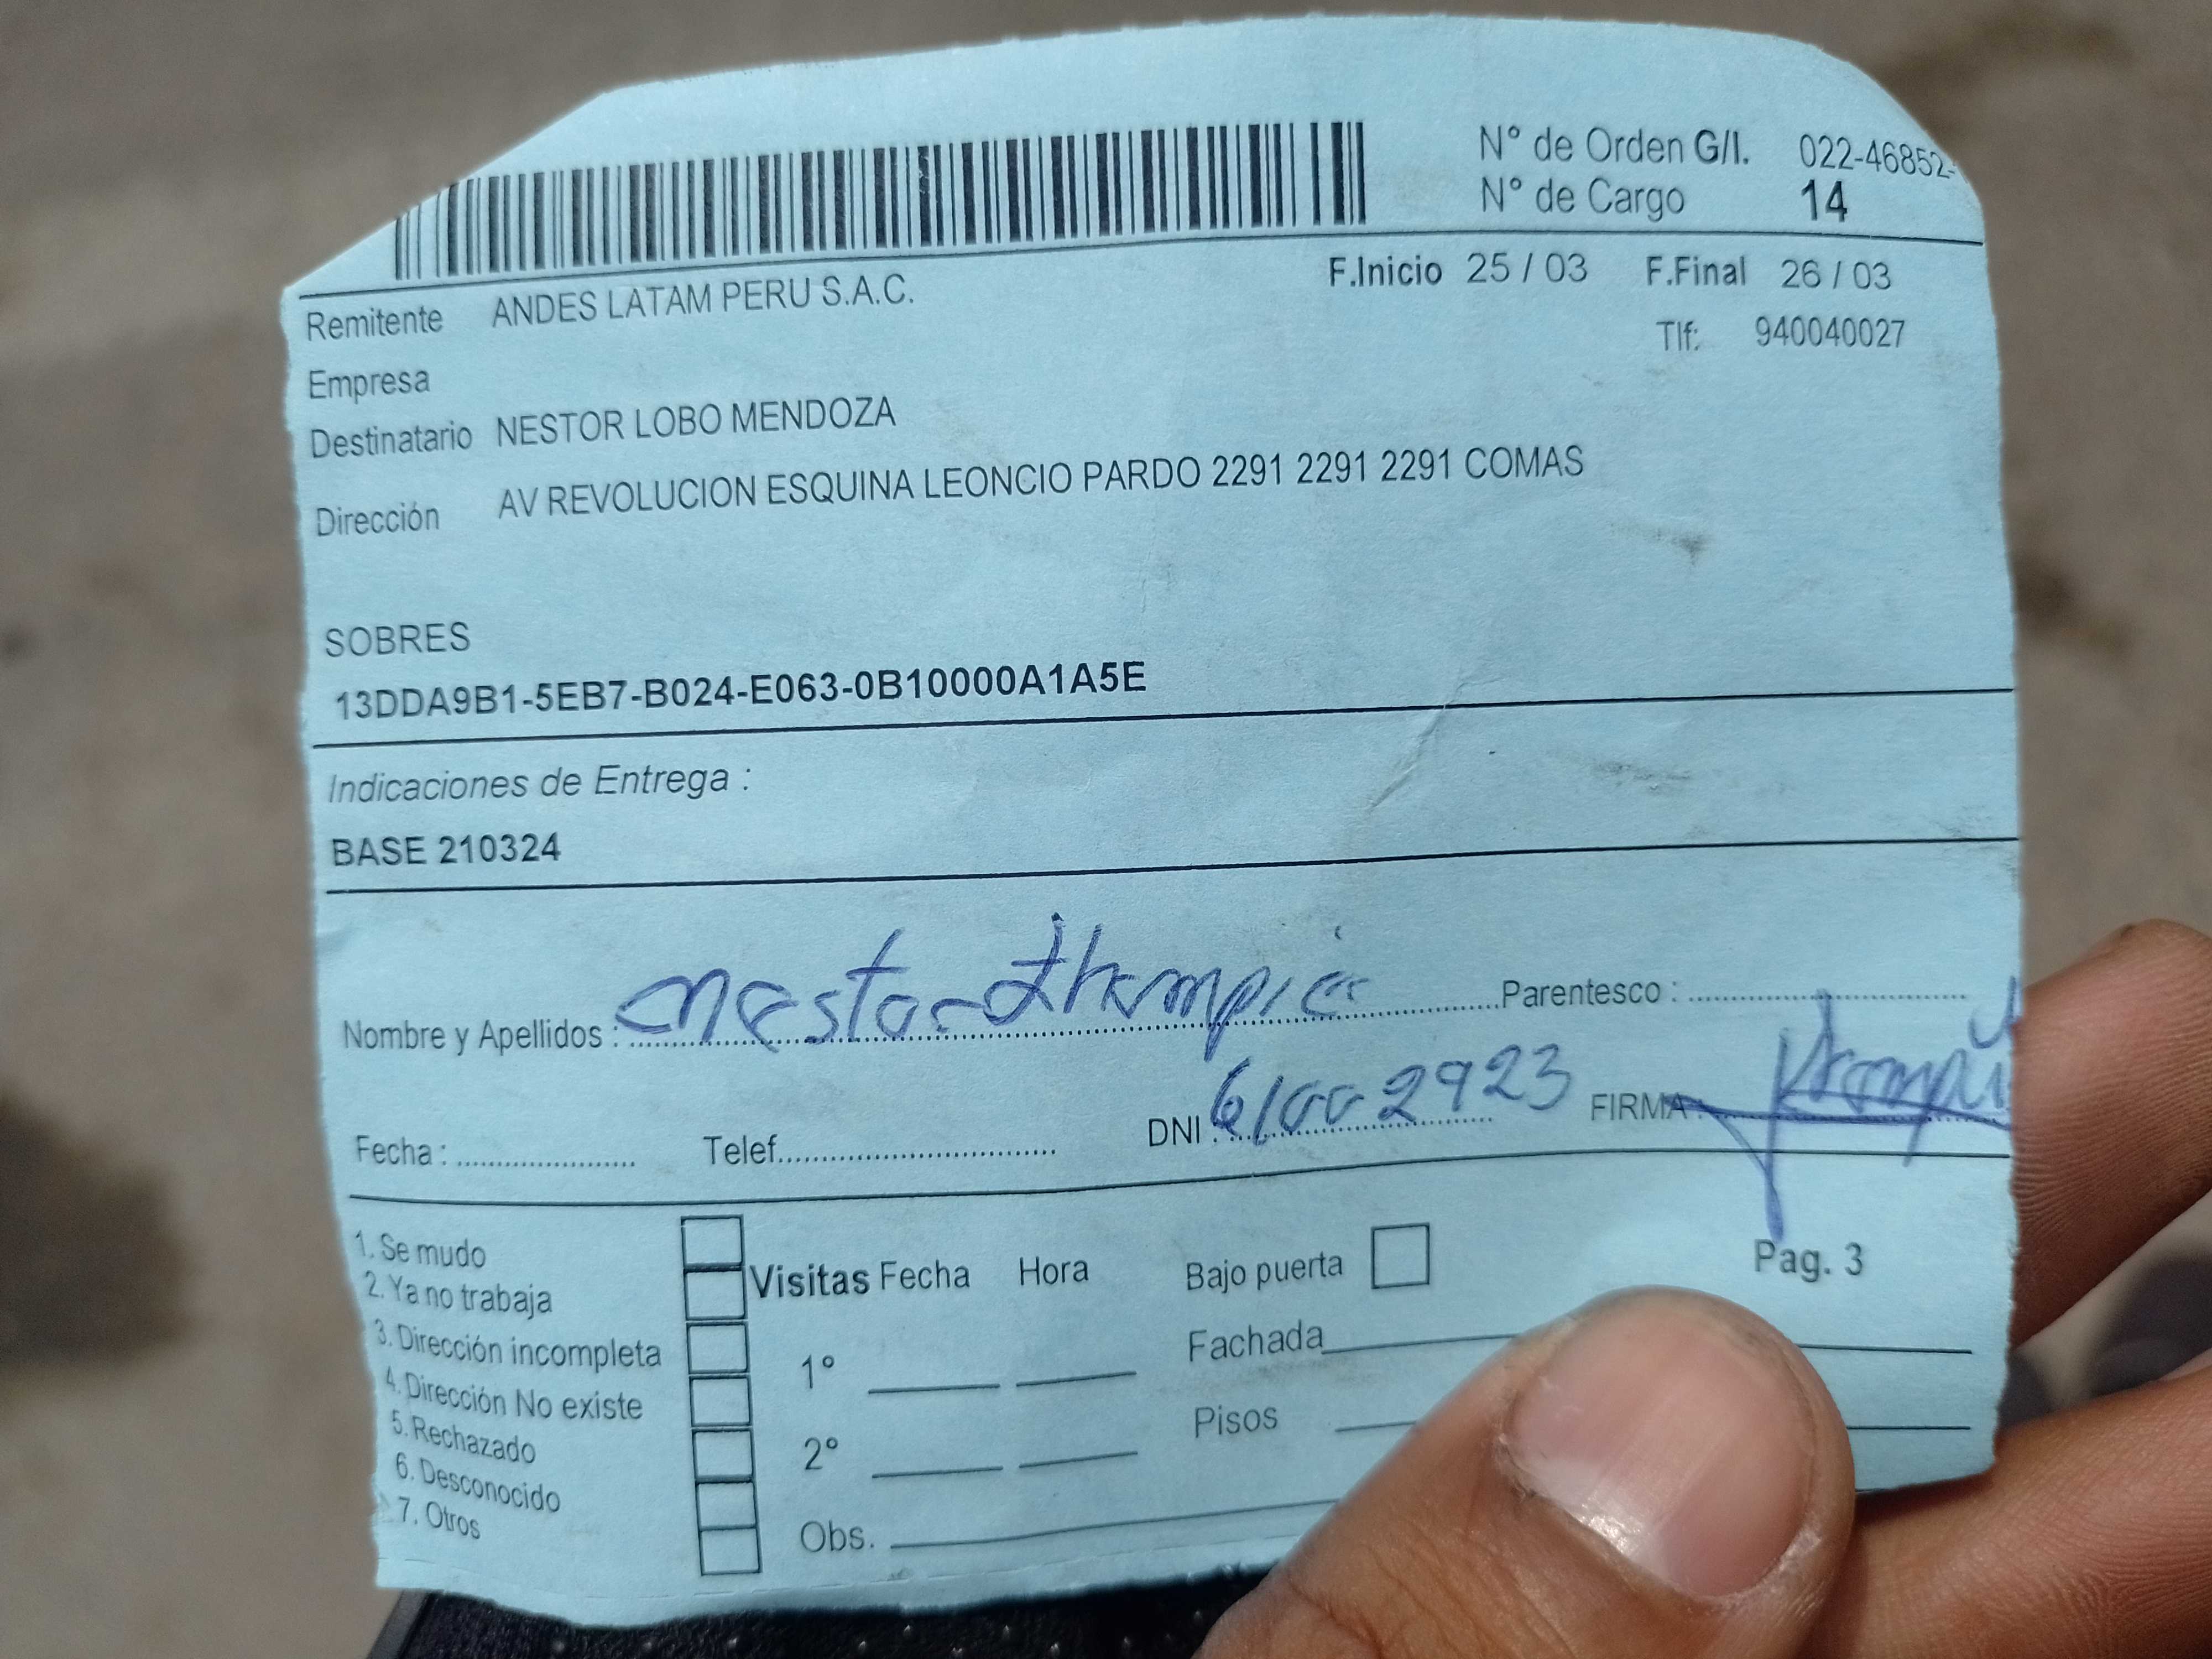 N° de Orden G/I. 022-46852-
N° de Cargo 14
F.Inicio 25 / 03 F.Final 26 / 03
Remitente ANDES LATAM PERU S.A.C.
Tlf: 940040027
Empresa
Destinatario NESTOR LOBO MENDOZA
Dirección AV REVOLUCION ESQUINA LEONCIO PARDO 2291 2291 2291 COMAS
SOBRES
13DDA9B1-5EB7-B024-E063-0B10000A1A5E
Indicaciones de Entrega :
BASE 210324
Nombre y Apellidos : Nestor Parentesco :
Fecha : Telef. DNI : 61002923 FIRMA :
1. Se mudo
2. Ya no trabaja
3. Dirección incompleta
4. Dirección No existe
5. Rechazado
6. Desconocido
7. Otros
Visitas Fecha Hora
1°
2°
Obs.
Bajo puerta
Fachada
Pisos
Pag. 3